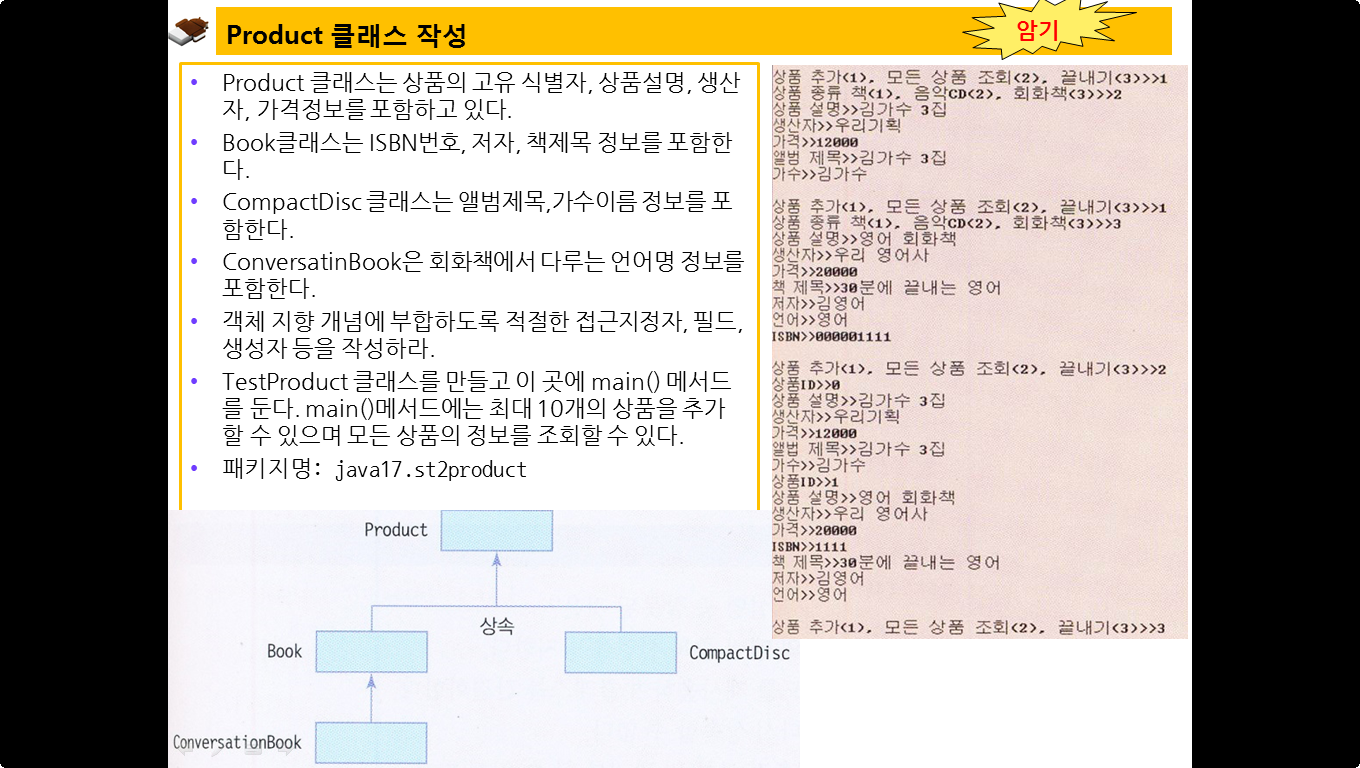 Product 클래스 작성
암기
• Product 클래스는 상품의 고유 식별자, 상품설명, 생산
자, 가격정보를 포함하고 있다.
• Book클래스는 ISBN번호, 저자, 책제목 정보를 포함한
다.
• CompactDisc 클래스는 앨범제목,가수이름 정보를 포
함한다.
• ConversatinBook은 회화책에서 다루는 언어명 정보를
포함한다.
• 객체 지향 개념에 부합하도록 적절한 접근지정자, 필드,
생성자 등을 작성하라.
• TestProduct 클래스를 만들고 이 곳에 main() 메서드
를 둔다. main()메서드에는 최대 10개의 상품을 추가
할 수 있으며 모든 상품의 정보를 조회할 수 있다.
• 패키지명: java17.st2product
Product
상속
Book
CompactDisc
ConversationBook
상품 추가(1), 모든 상품 조회(2), 끝내기(3)>>>1
상품 종류 책(1), 음악CD(2), 회화책(3)>>>2
상품 설명>>김가수 3집
생산자>>우리기획
가격>>12000
앨범 제목>>김가수 3집
가수>>김가수
상품 추가(1), 모든 상품 조회(2), 끝내기(3)>>>1
상품 종류 책(1), 음악CD(2), 회화책(3)>>>3
상품 설명>>영어 회화책
생산자>>우리 영어사
가격>>20000
책 제목>>30분에 끝내는 영어
저자>>김영어
언어>>영어
ISBN>>000001111
상품 추가(1), 모든 상품 조회(2), 끝내기(3)>>>2
상품ID>>0
상품 설명>>김가수 3집
생산자>>우리기획
가격>>12000
앨법 제목>>김가수 3집
가수>>김가수
상품ID>>1
상품 설명>>영어 회화책
생산자>>우리 영어사
가격>>20000
ISBN>>1111
책 제목>>30분에 끝내는 영어
저자>>김영어
언어>>영어
상품 추가(1), 모든 상품 조회(2), 끝내기(3)>>>3